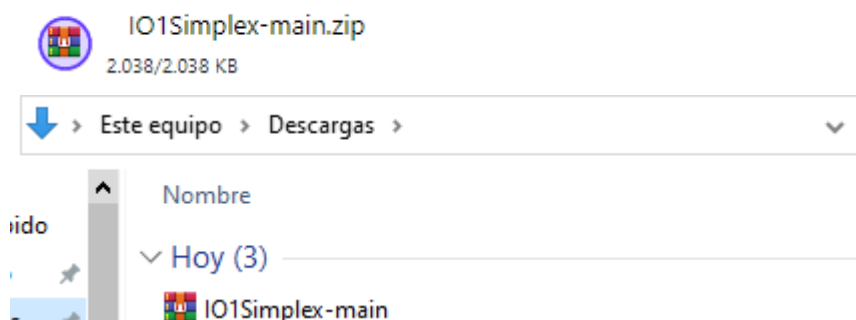 IO1Simplex-main.zip
2.038/2.038 KB
Este equipo > Descargas >
Nombre
Hoy (3)
IO1Simplex-main